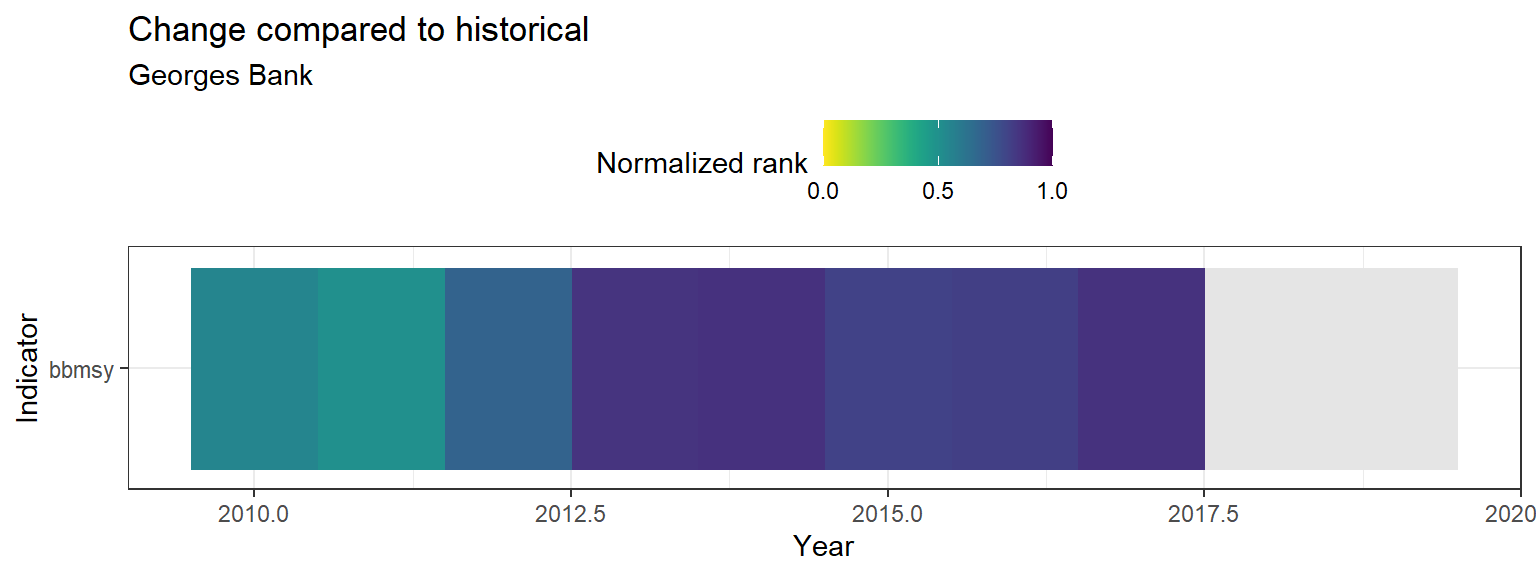 Change compared to historical
Georges Bank
Normalized rank
0.0 0.5 1.0
Indicator
bbmsy
2010.0 2012.5 2015.0 2017.5 2020
Year